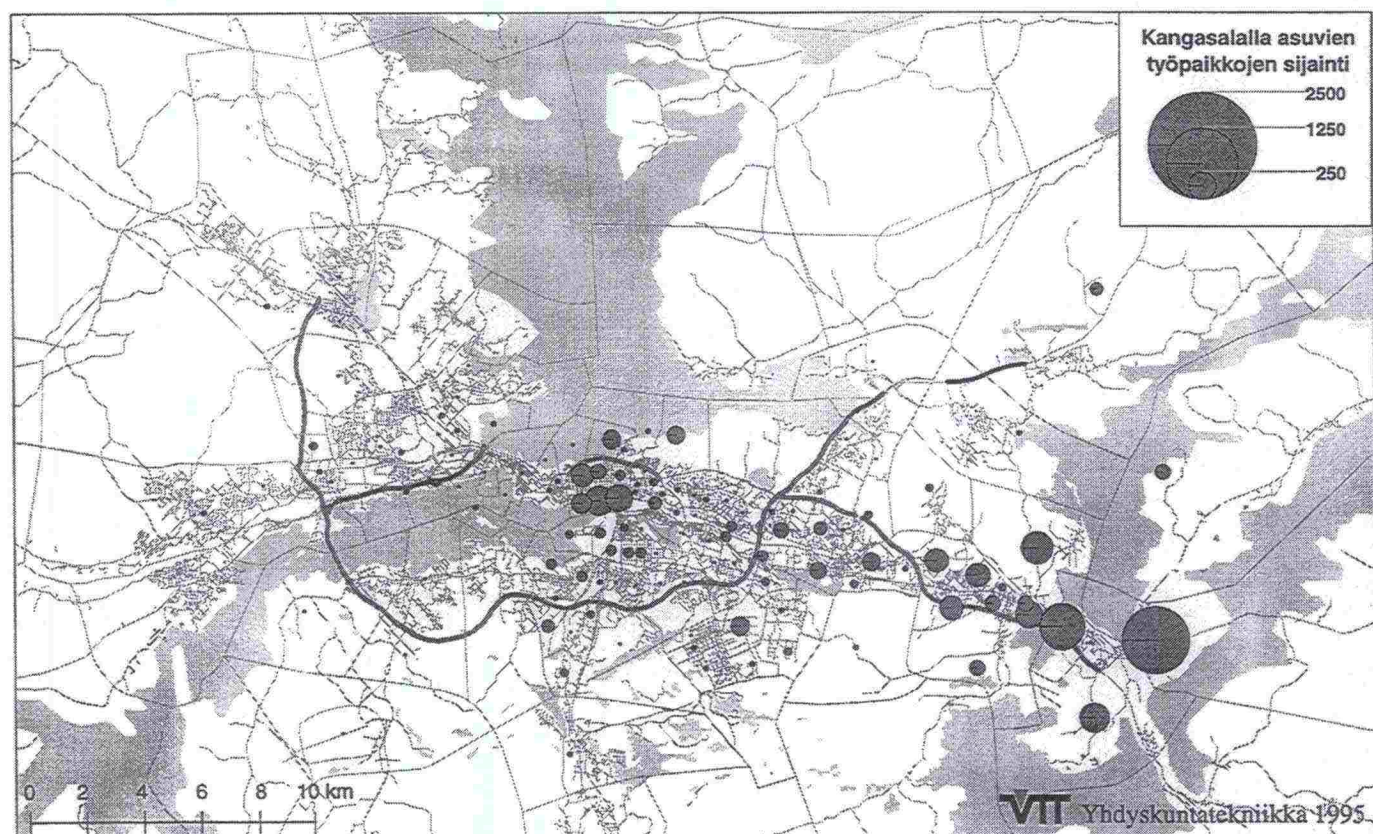 Kangasalalla asuvien
työpaikkojen sijainti
2500
1250
250
0 2 4 6 8 10 km
VTT Yhdyskuntatekniikka 1995